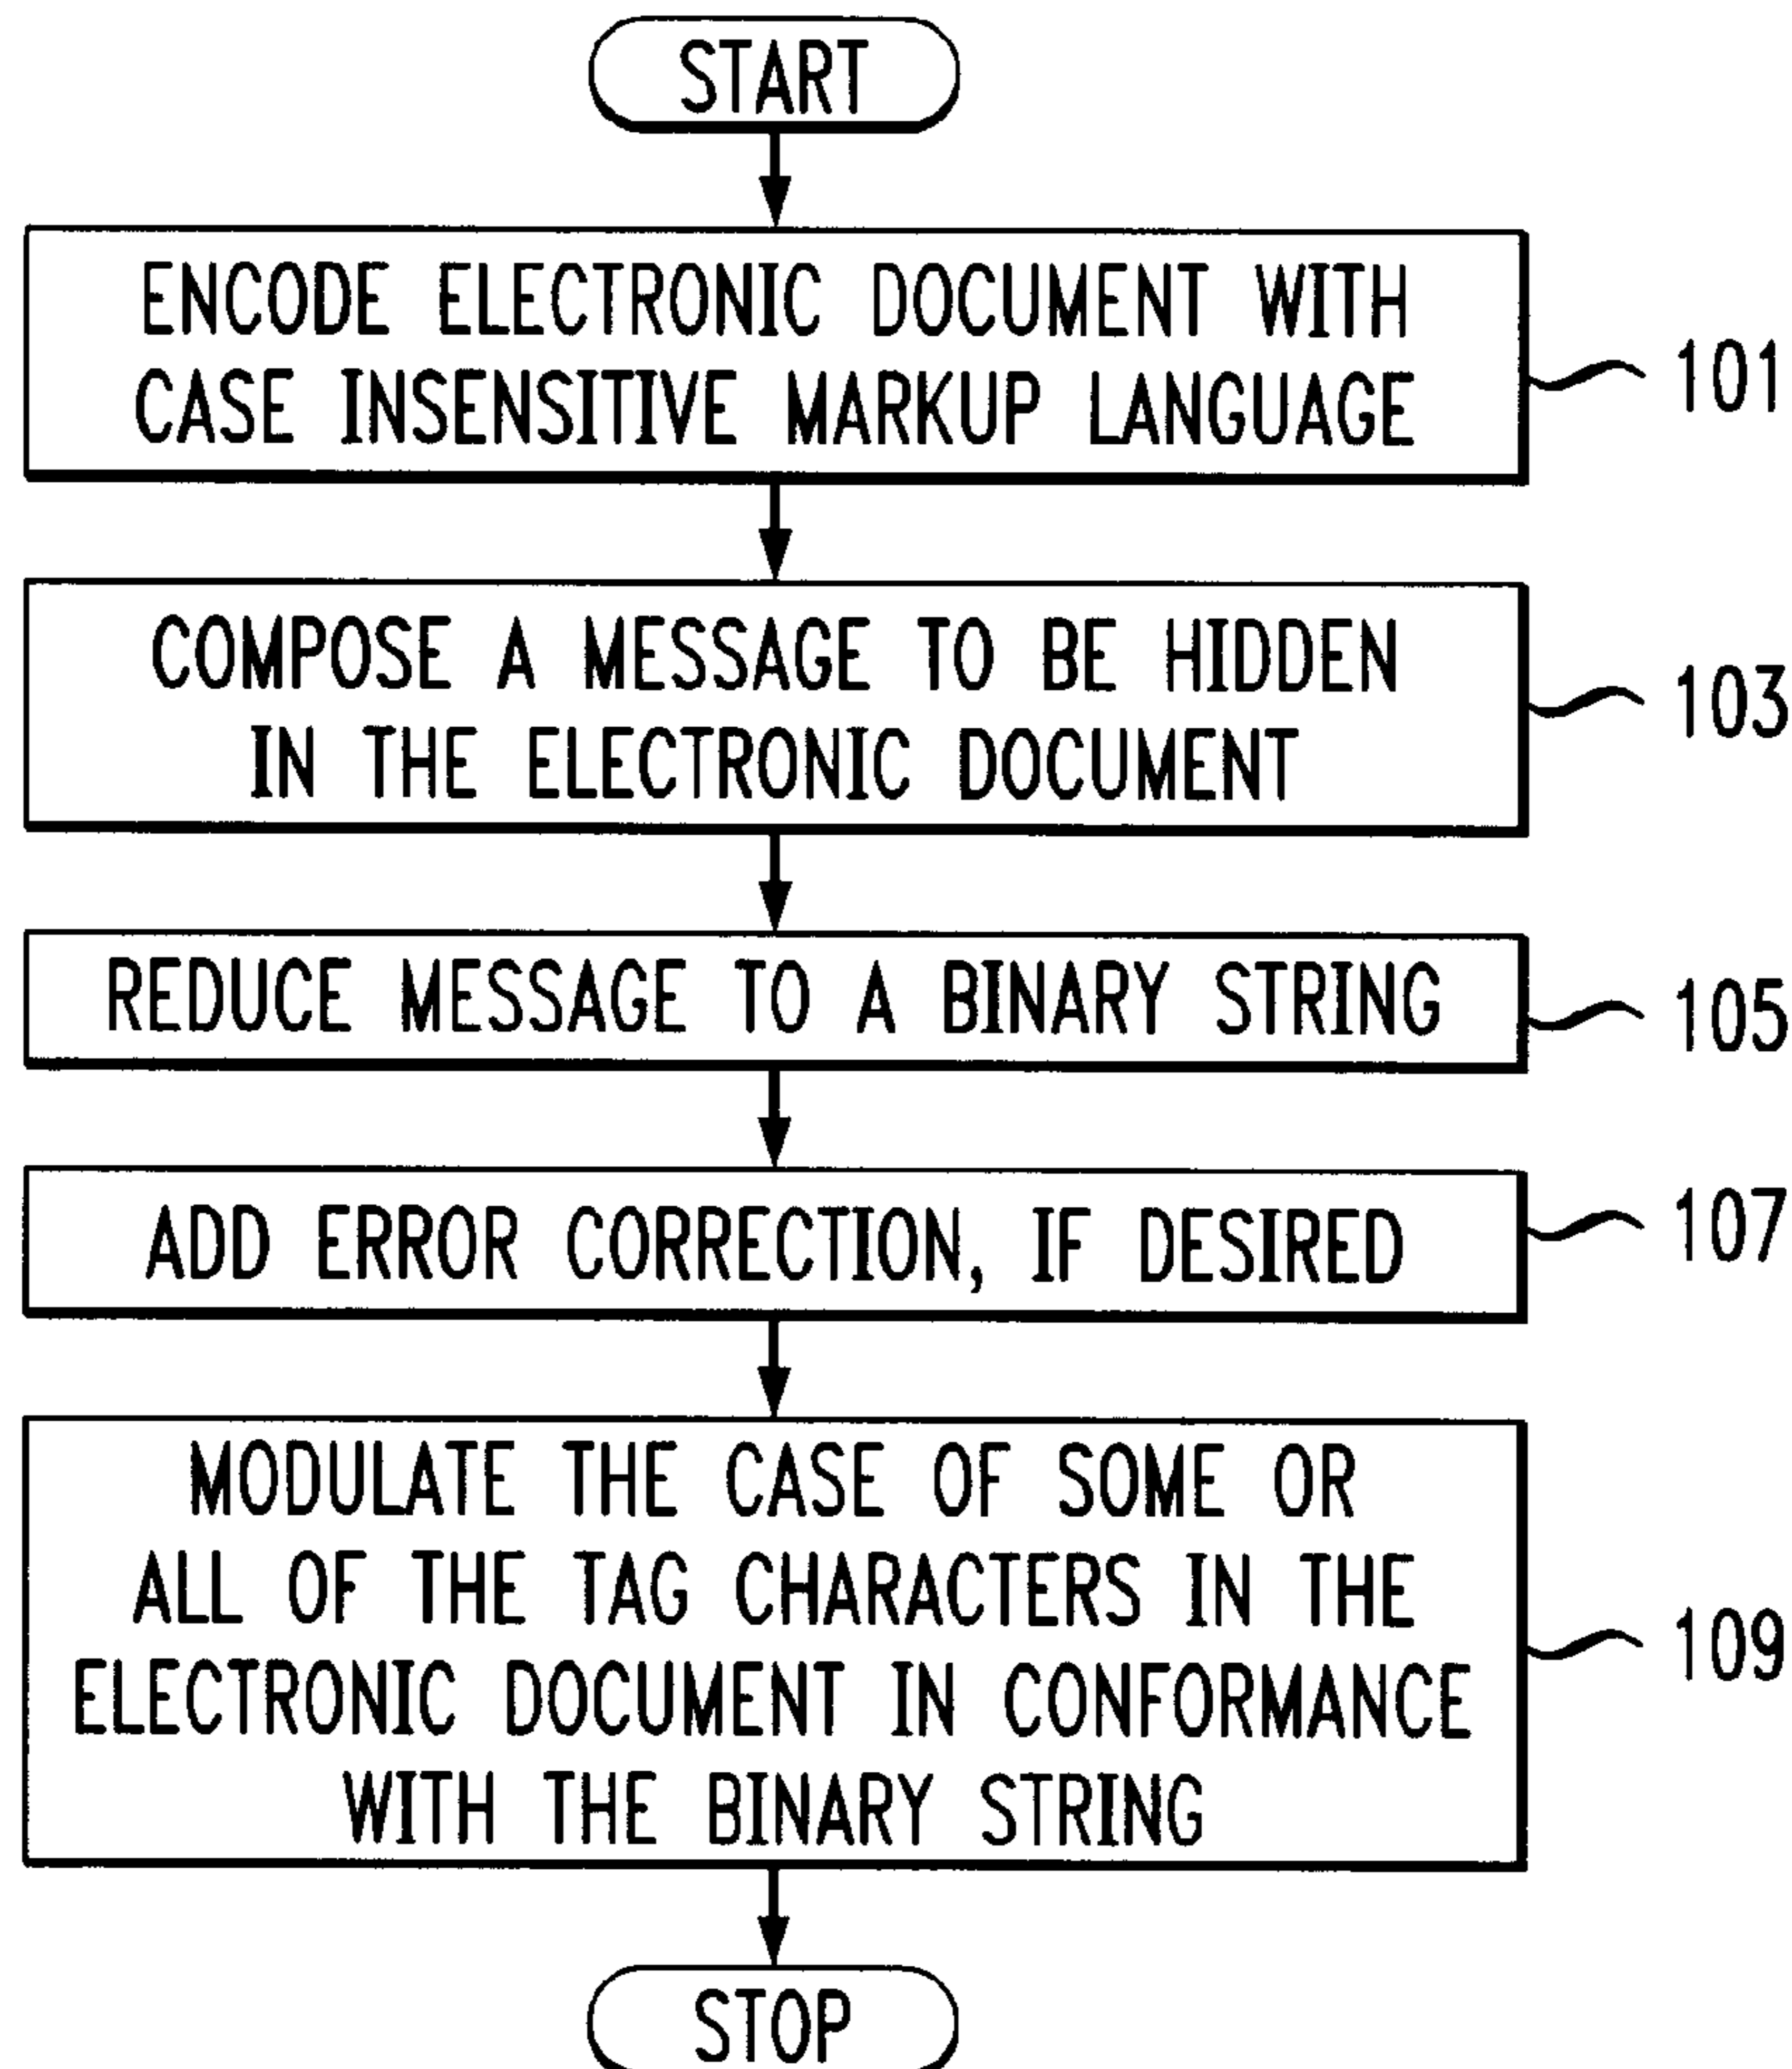 START
ENCODE ELECTRONIC DOCUMENT WITH
CASE INSENSITIVE MARKUP LANGUAGE
101
COMPOSE A MESSAGE TO BE HIDDEN
IN THE ELECTRONIC DOCUMENT
103
REDUCE MESSAGE TO A BINARY STRING
105
ADD ERROR CORRECTION, IF DESIRED
107
MODULATE THE CASE OF SOME OR
ALL OF THE TAG CHARACTERS IN THE
ELECTRONIC DOCUMENT IN CONFORMANCE
WITH THE BINARY STRING
109
STOP